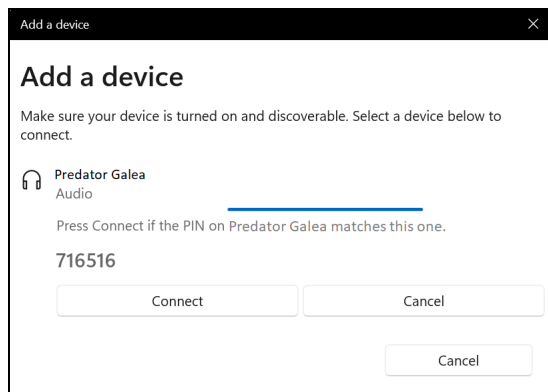 Add a device
Add a device
Make sure your device is turned on and discoverable. Select a device below to
connect.
Predator Galea
Audio
Press Connect if the PIN on Predator Galea matches this one.
716516
Connect Cancel
Cancel